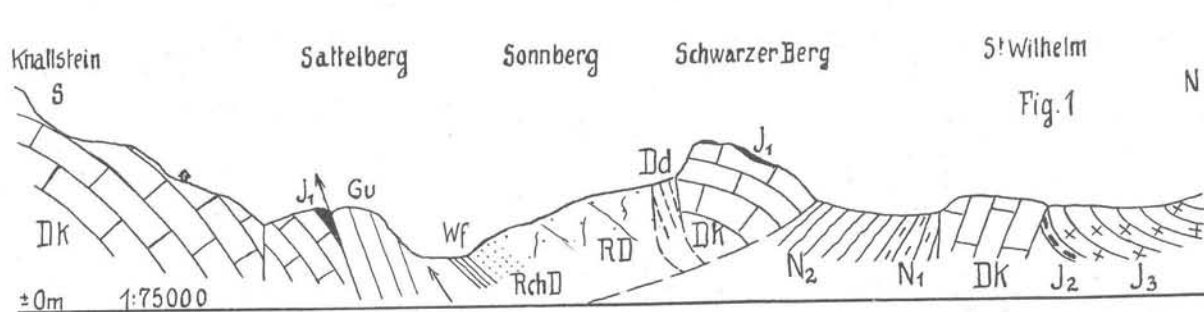 Knallstein Sattelberg Sonnberg Schwarzer Berg St Wilhelm
S Fig. 1 N
J1 Gu Wf Dd J1
DK RchD RD DK N2 N1 DK J2 J3
±0m 1:75000